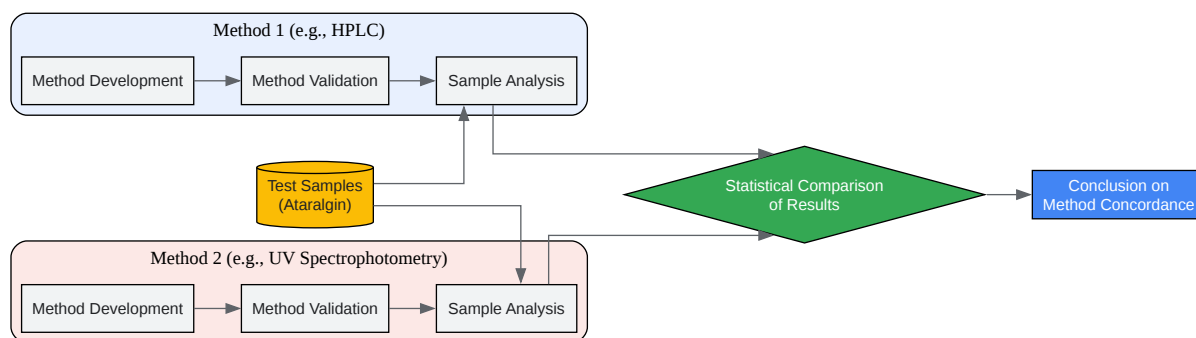 Method 1 (e.g., HPLC)
Method Development
Method Validation
Sample Analysis
Test Samples
(Ataralgin)
Statistical Comparison
of Results
Conclusion on
Method Concordance
Method 2 (e.g., UV Spectrophotometry)
Method Development
Method Validation
Sample Analysis